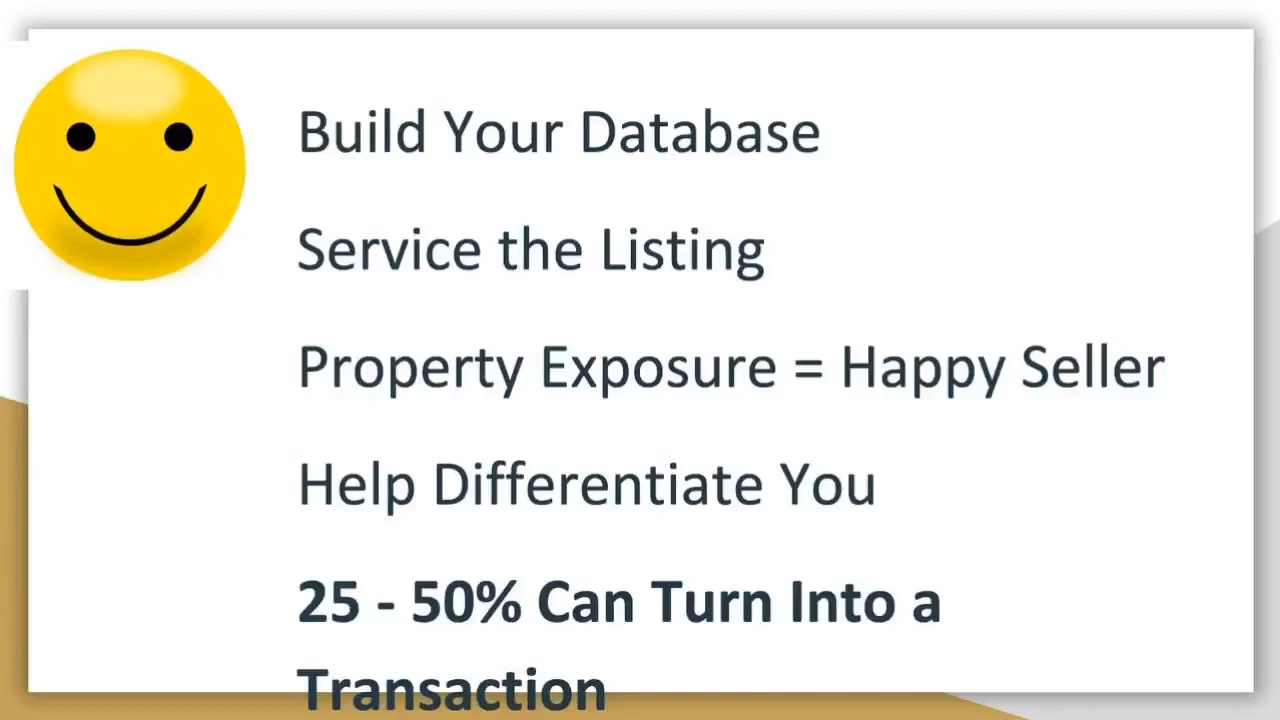 Build Your Database
Service the Listing
Property Exposure = Happy Seller
Help Differentiate You
25 - 50% Can Turn Into a
Transaction